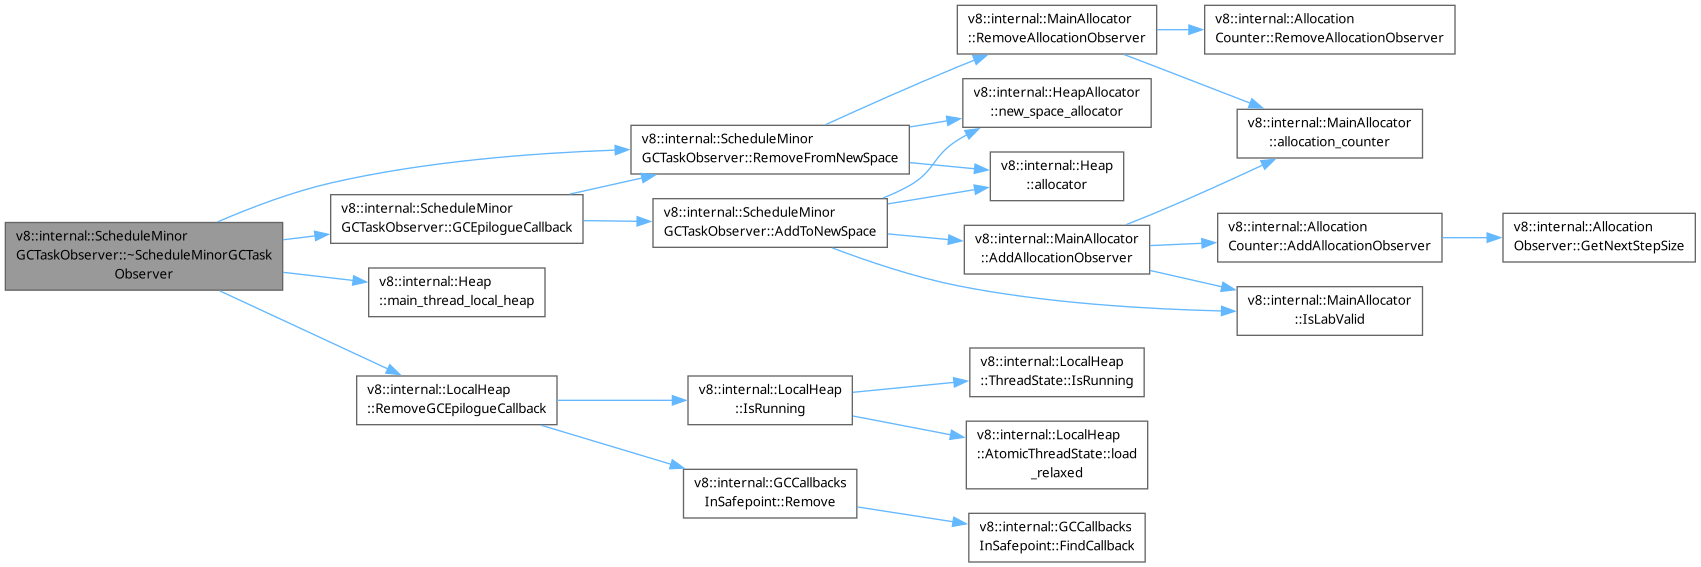 v8::internal::ScheduleMinor
GCTaskObserver::~ScheduleMinorGCTask
Observer
v8::internal::ScheduleMinor
GCTaskObserver::RemoveFromNewSpace
v8::internal::ScheduleMinor
GCTaskObserver::GCEpilogueCallback
v8::internal::Heap
::main_thread_local_heap
v8::internal::LocalHeap
::RemoveGCEpilogueCallback
v8::internal::ScheduleMinor
GCTaskObserver::AddToNewSpace
v8::internal::LocalHeap
::IsRunning
v8::internal::GCCallbacks
InSafepoint::Remove
v8::internal::MainAllocator
::RemoveAllocationObserver
v8::internal::HeapAllocator
::new_space_allocator
v8::internal::Heap
::allocator
v8::internal::MainAllocator
::AddAllocationObserver
v8::internal::LocalHeap
::ThreadState::IsRunning
v8::internal::LocalHeap
::AtomicThreadState::load
_relaxed
v8::internal::GCCallbacks
InSafepoint::FindCallback
v8::internal::Allocation
Counter::RemoveAllocationObserver
v8::internal::MainAllocator
::allocation_counter
v8::internal::Allocation
Counter::AddAllocationObserver
v8::internal::MainAllocator
::IsLabValid
v8::internal::Allocation
Observer::GetNextStepSize